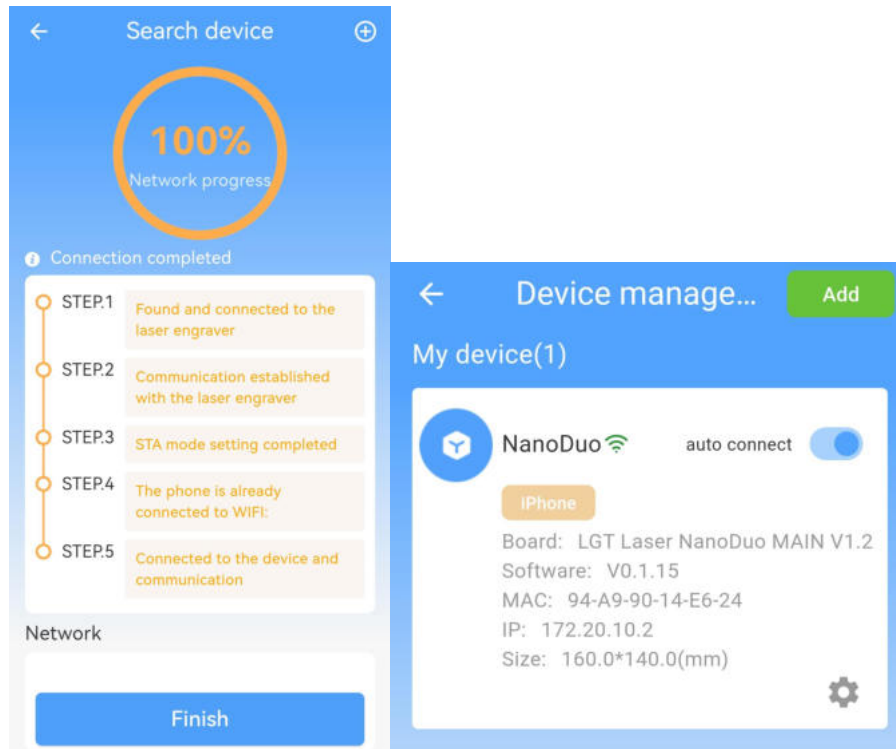 Search device
100%
Network progress
Connection completed
STEP.1
Found and connected to the
laser engraver
STEP.2
Communication established
with the laser engraver
STEP.3
STA mode setting completed
STEP.4
The phone is already
connected to WIFI:
STEP.5
Connected to the device and
communication
Network
Finish
Device manage...
Add
My device(1)
NanoDuo
auto connect
iPhone
Board: LGT Laser NanoDuo MAIN V1.2
Software: V0.1.15
MAC: 94-A9-90-14-E6-24
IP: 172.20.10.2
Size: 160.0*140.0(mm)